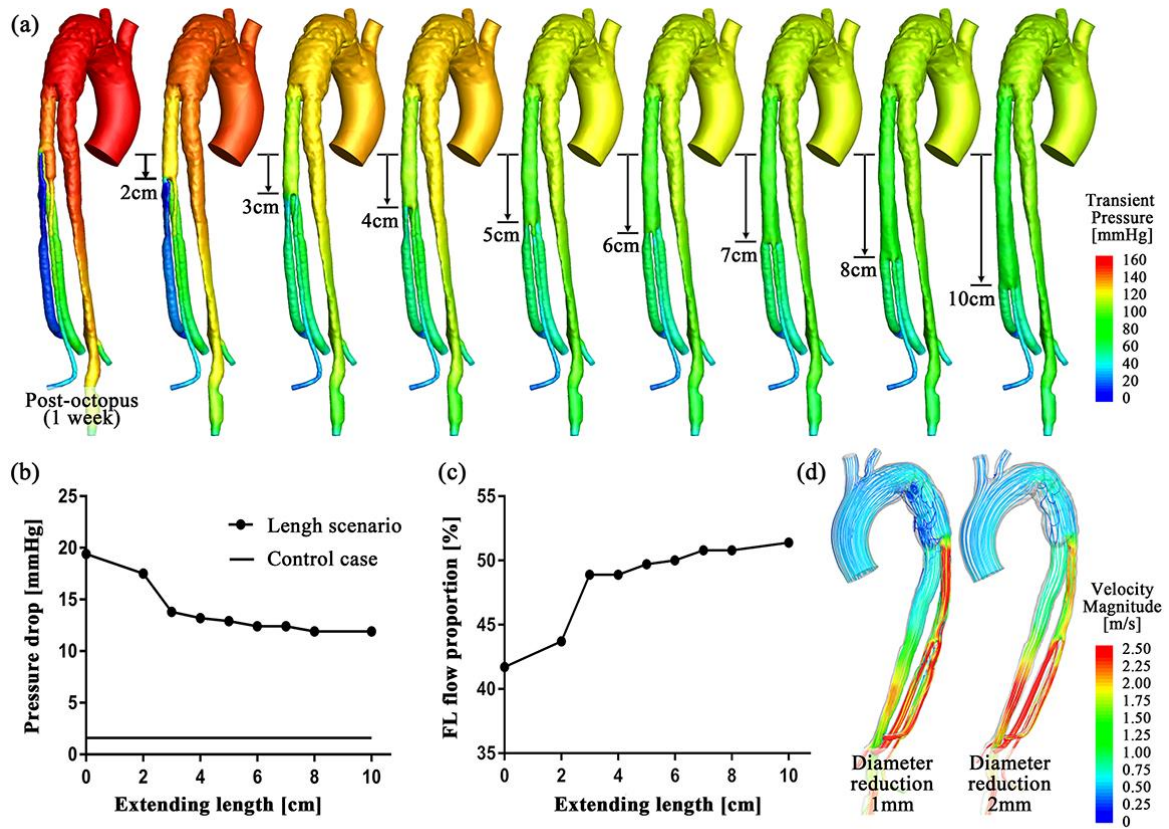 (a)
2cm
3cm
4cm
5cm
6cm
7cm
8cm
10cm
Post-octopus
(1 week)
Transient
Pressure
[mmHg]
160
140
120
100
80
60
40
20
0
(b)
Pressure drop [mmHg]
25
20
15
10
5
0
0 2 4 6 8 10
Extending length [cm]
Lengh scenario
Control case
(c)
FL flow proportion [%]
55
50
45
40
35
0 2 4 6 8 10
Extending length [cm]
(d)
Diameter
reduction
1mm
Diameter
reduction
2mm
Velocity
Magnitude
[m/s]
2.50
2.25
2.00
1.75
1.50
1.25
1.00
0.75
0.50
0.25
0